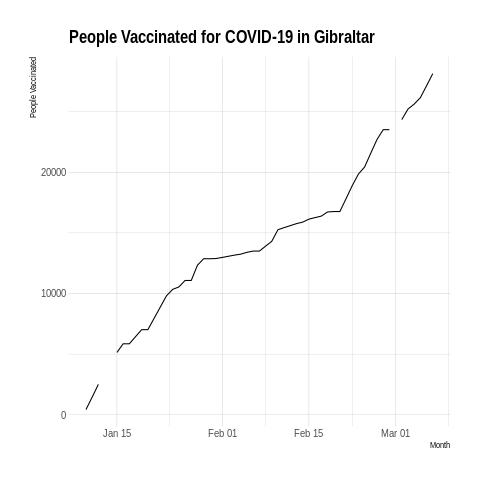 People Vaccinated for COVID-19 in Gibraltar
People Vaccinated
20000
10000
0
Jan 15 Feb 01 Feb 15 Mar 01
Month